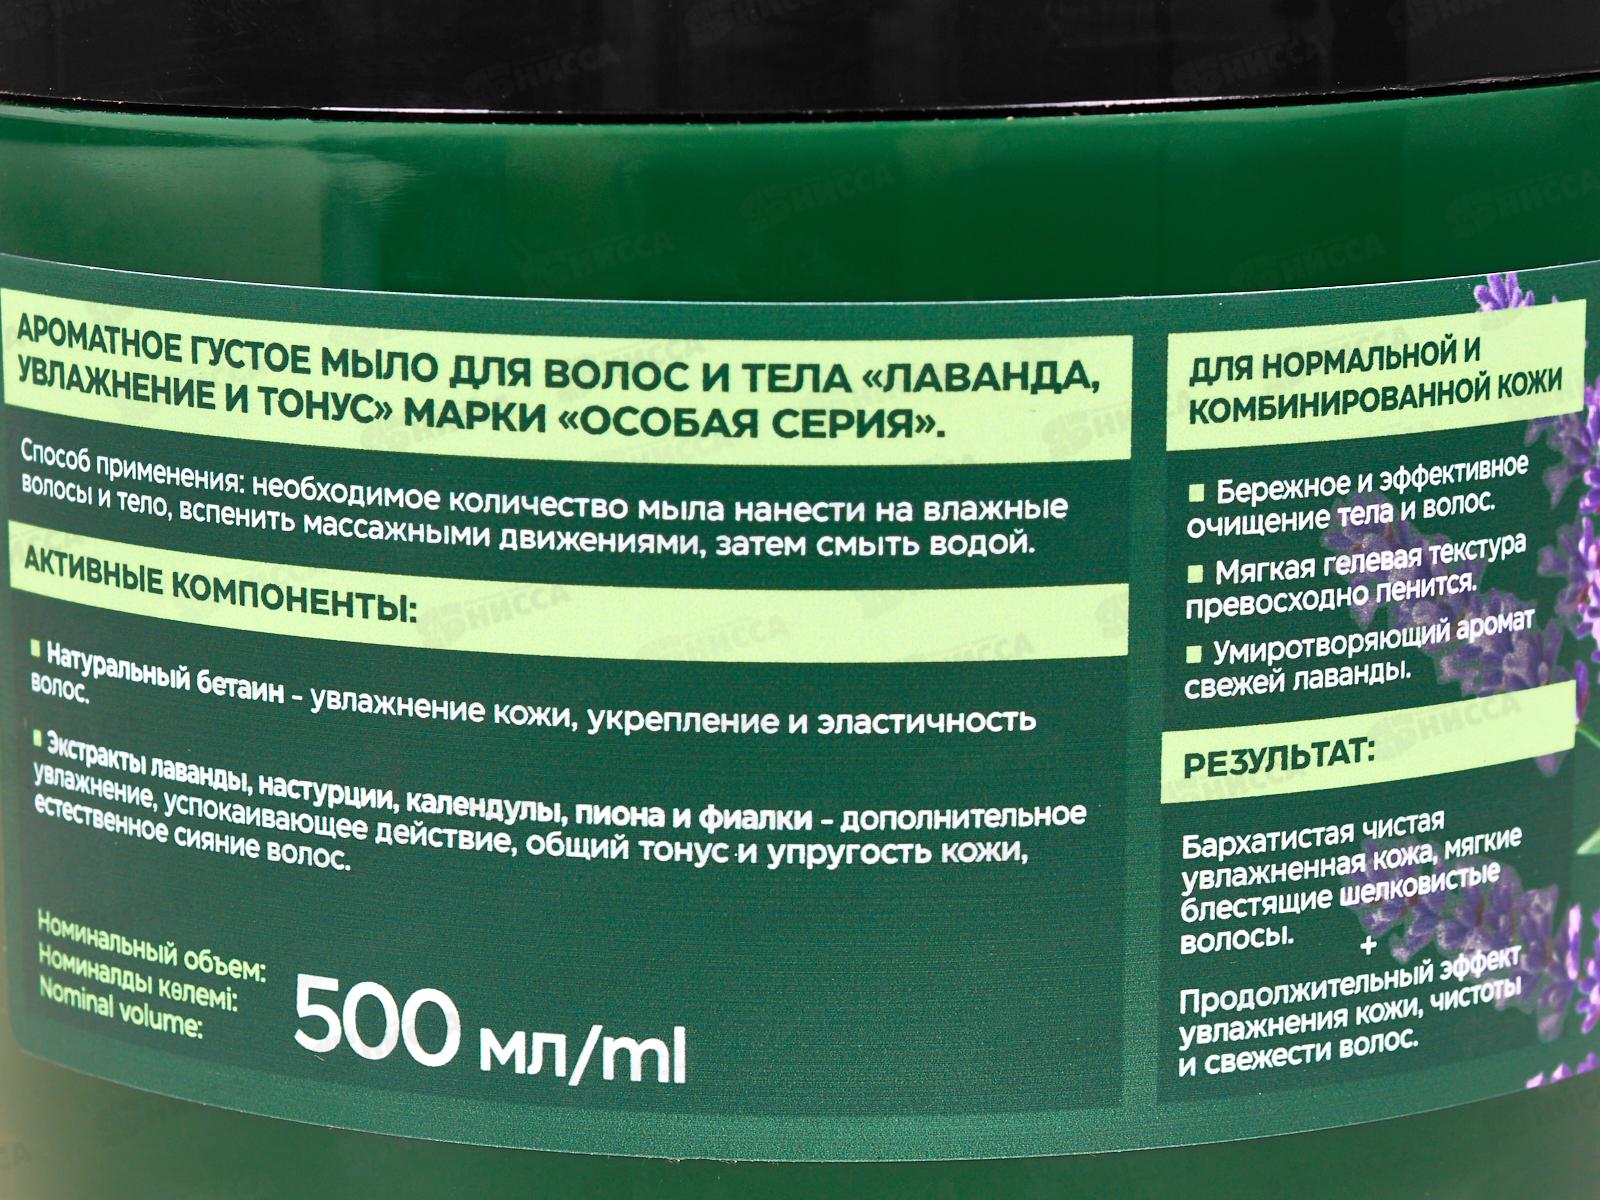 АРОМАТНОЕ ГУСТОЕ МЫЛО ДЛЯ ВОЛОС И ТЕЛА «ЛАВАНДА,
УВЛАЖНЕНИЕ И ТОНУС» МАРКИ «ОСОБАЯ СЕРИЯ».
Способ применения: необходимое количество мыла нанести на влажные
волосы и тело, вспенить массажными движениями, затем смыть водой.
АКТИВНЫЕ КОМПОНЕНТЫ:
▪ Натуральный бетаин – увлажнение кожи, укрепление и эластичность
волос.
▪ Экстракты лаванды, настурции, календулы, пиона и фиалки – дополнительное
увлажнение, успокаивающее действие, общий тонус и упругость кожи,
естественное сияние волос.
Номинальный объем:
Номиналды көлемі:
Nominal volume:
500 мл/ml
ДЛЯ НОРМАЛЬНОЙ И
КОМБИНИРОВАННОЙ КОЖИ
▪ Бережное и эффективное
очищение тела и волос.
▪ Мягкая гелевая текстура
превосходно пенится.
▪ Умиротворяющий аромат
свежей лаванды.
РЕЗУЛЬТАТ:
Бархатистая чистая
увлажненная кожа, мягкие
блестящие шелковистые
волосы.
+
Продолжительный эффект
увлажнения кожи, чистоты
и свежести волос.